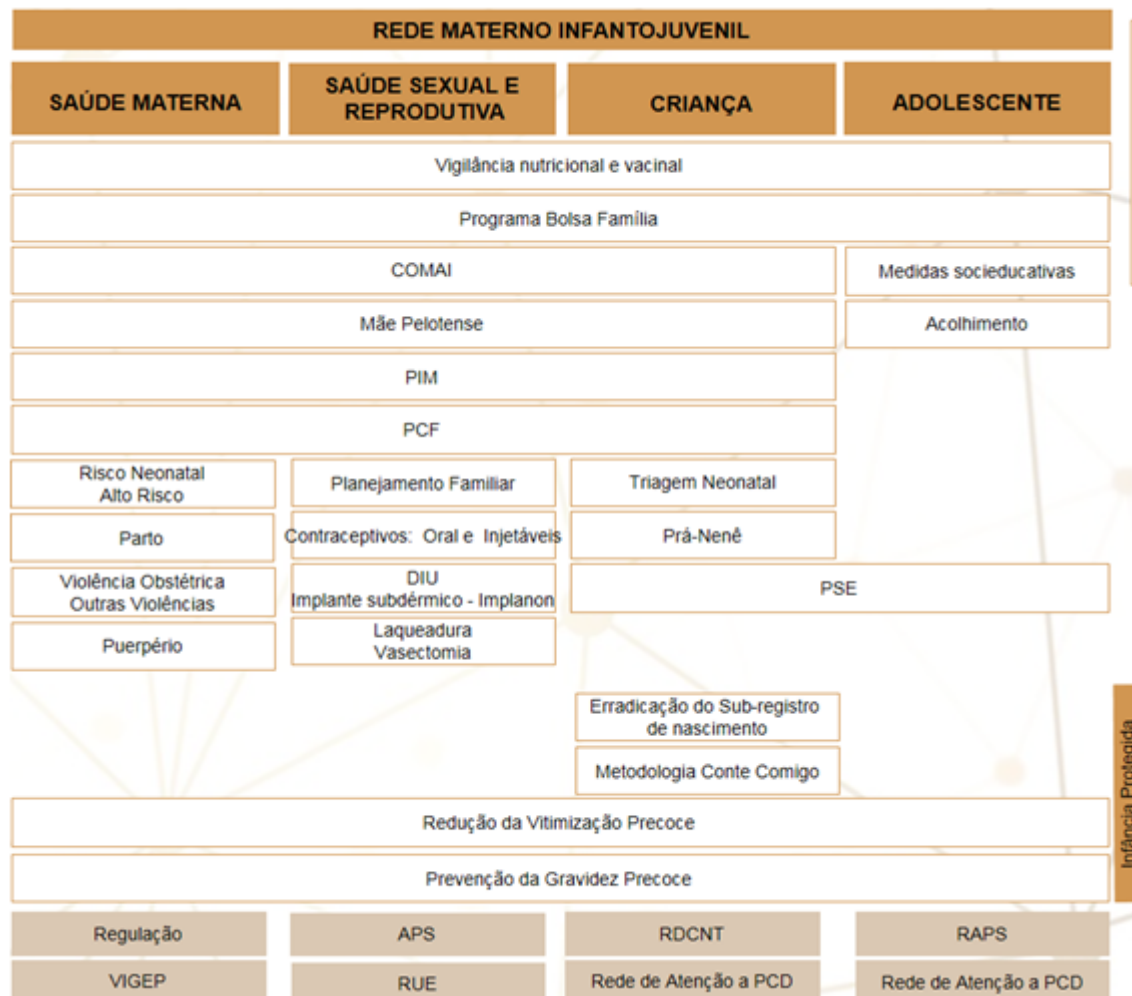 REDE MATERNO INFANTOJUVENIL
SAÚDE MATERNA
SAÚDE SEXUAL E
REPRODUTIVA
CRIANÇA
ADOLESCENTE
Vigilância nutricional e vacinal
Programa Bolsa Família
COMAI
Medidas socieducativas
Mãe Pelotense
Acolhimento
PIM
PCF
Risco Neonatal
Alto Risco
Planejamento Familiar
Triagem Neonatal
Parto
Contraceptivos: Oral e Injetáveis
Prá-Nenê
Violência Obstétrica
Outras Violências
DIU
Implante subdérmico - Implanon
PSE
Puerpério
Laqueadura
Vasectomia
Erradicação do Sub-registro
de nascimento
Metodologia Conte Comigo
Infância Protegida
Redução da Vitimização Precoce
Prevenção da Gravidez Precoce
Regulação
APS
RDCNT
RAPS
VIGEP
RUE
Rede de Atenção a PCD
Rede de Atenção a PCD